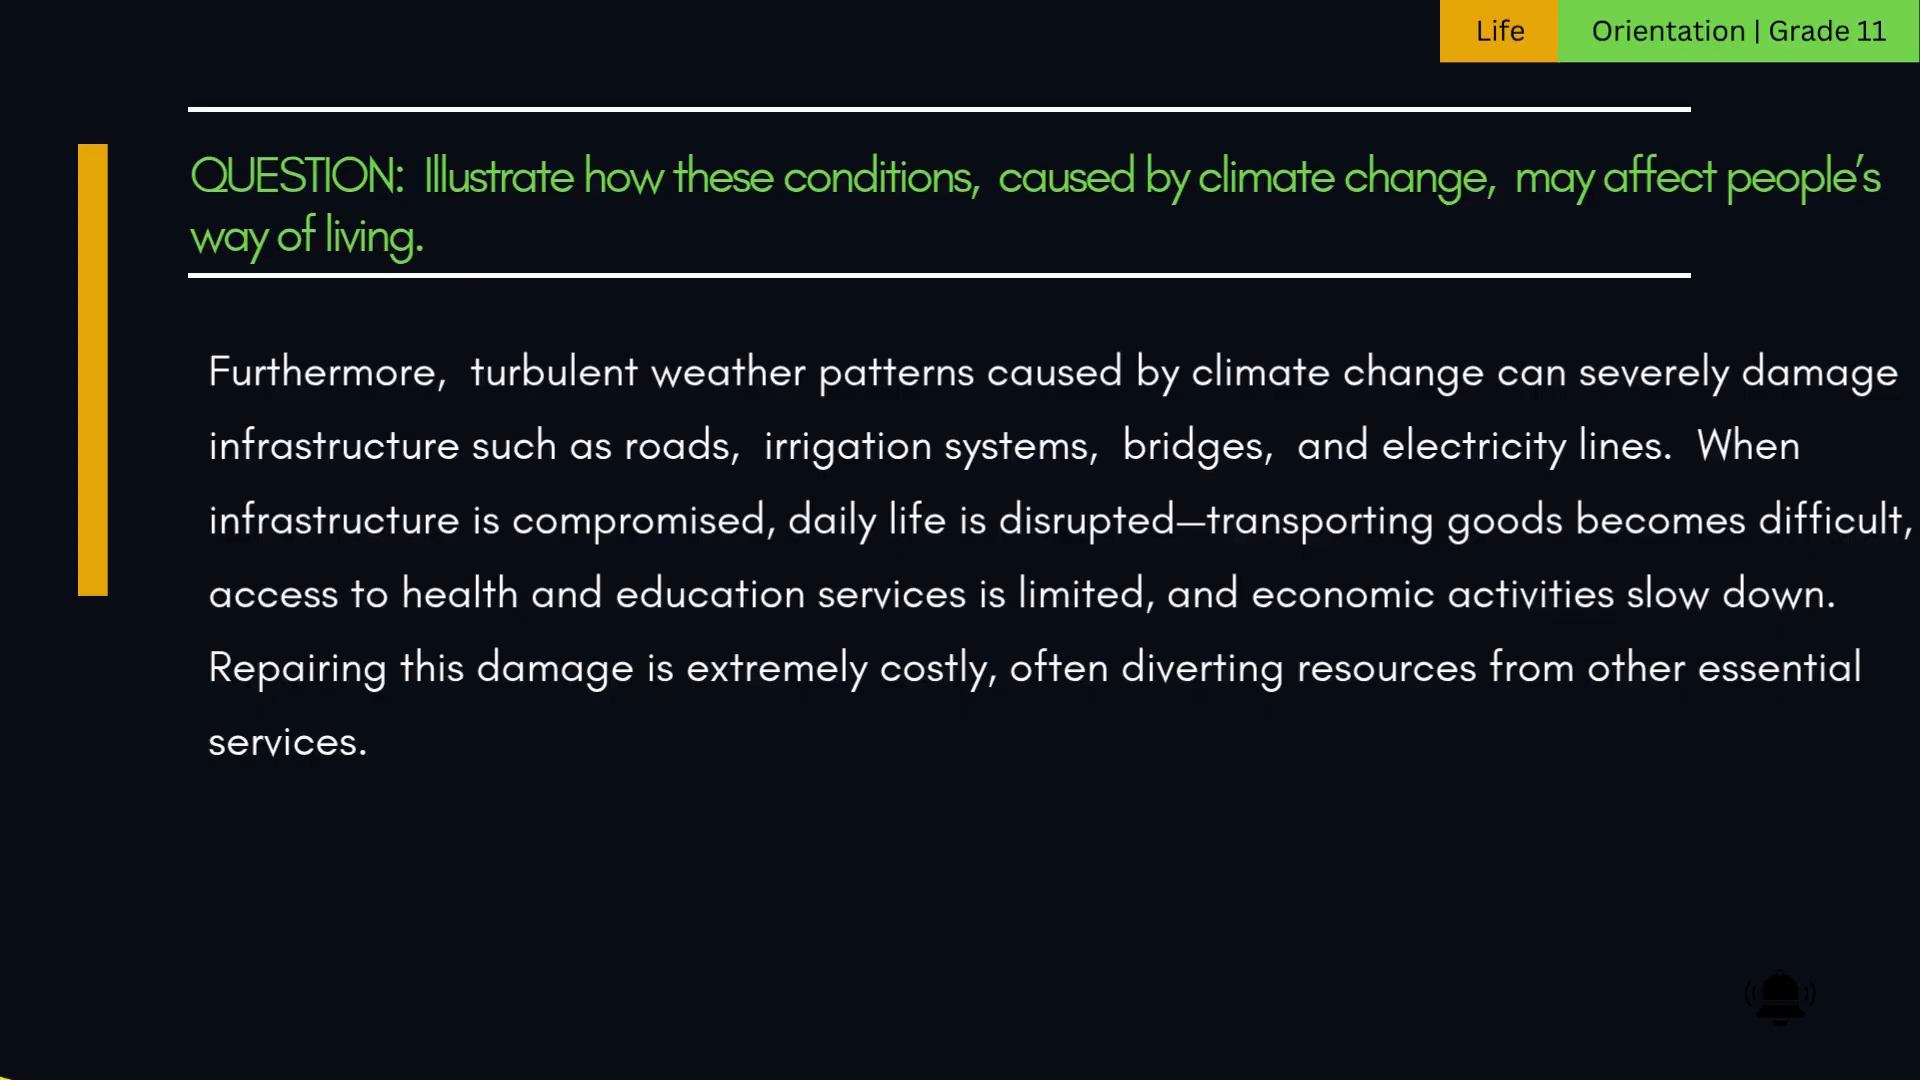 Life Orientation | Grade 11
QUESTION: Illustrate how these conditions, caused by climate change, may affect people’s
way of living.
Furthermore, turbulent weather patterns caused by climate change can severely damage
infrastructure such as roads, irrigation systems, bridges, and electricity lines. When
infrastructure is compromised, daily life is disrupted—transporting goods becomes difficult,
access to health and education services is limited, and economic activities slow down.
Repairing this damage is extremely costly, often diverting resources from other essential
services.